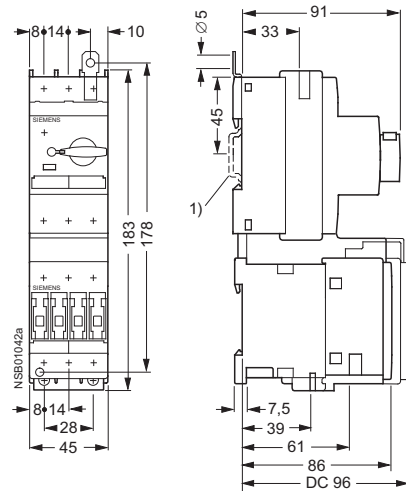 8 14 10
Ø 5
91
33
45
SIEMENS
1)
183
178
SIEMENS
NSB01042a
8 14
28
45
7,5
39
61
86
DC 96